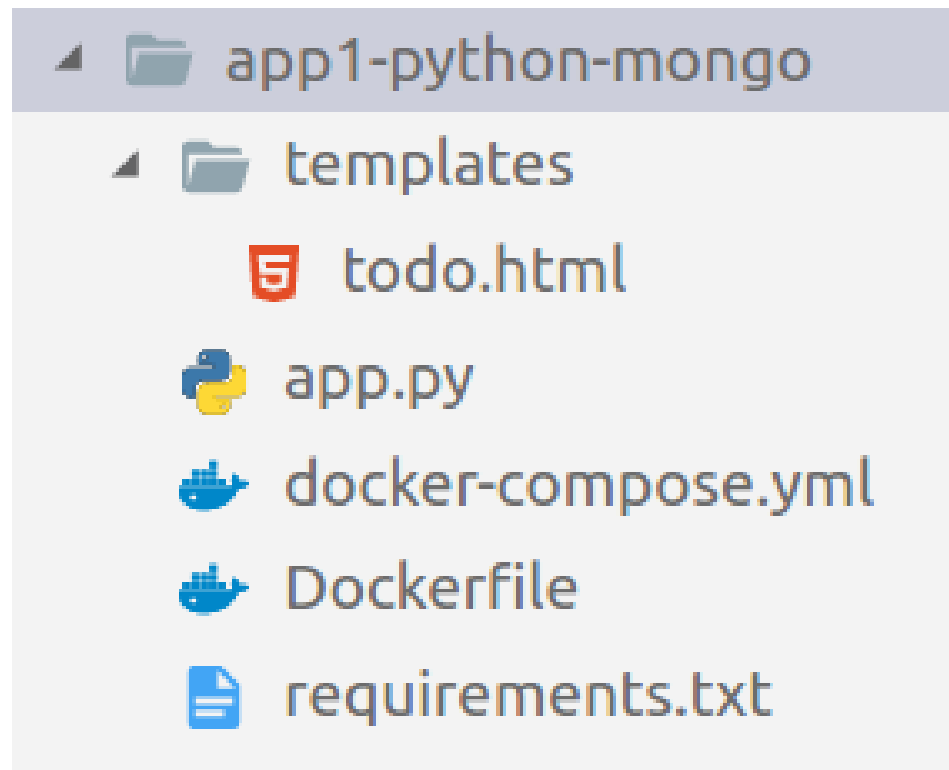 app1-python-mongo
templates
todo.html
app.py
docker-compose.yml
Dockerfile
requirements.txt